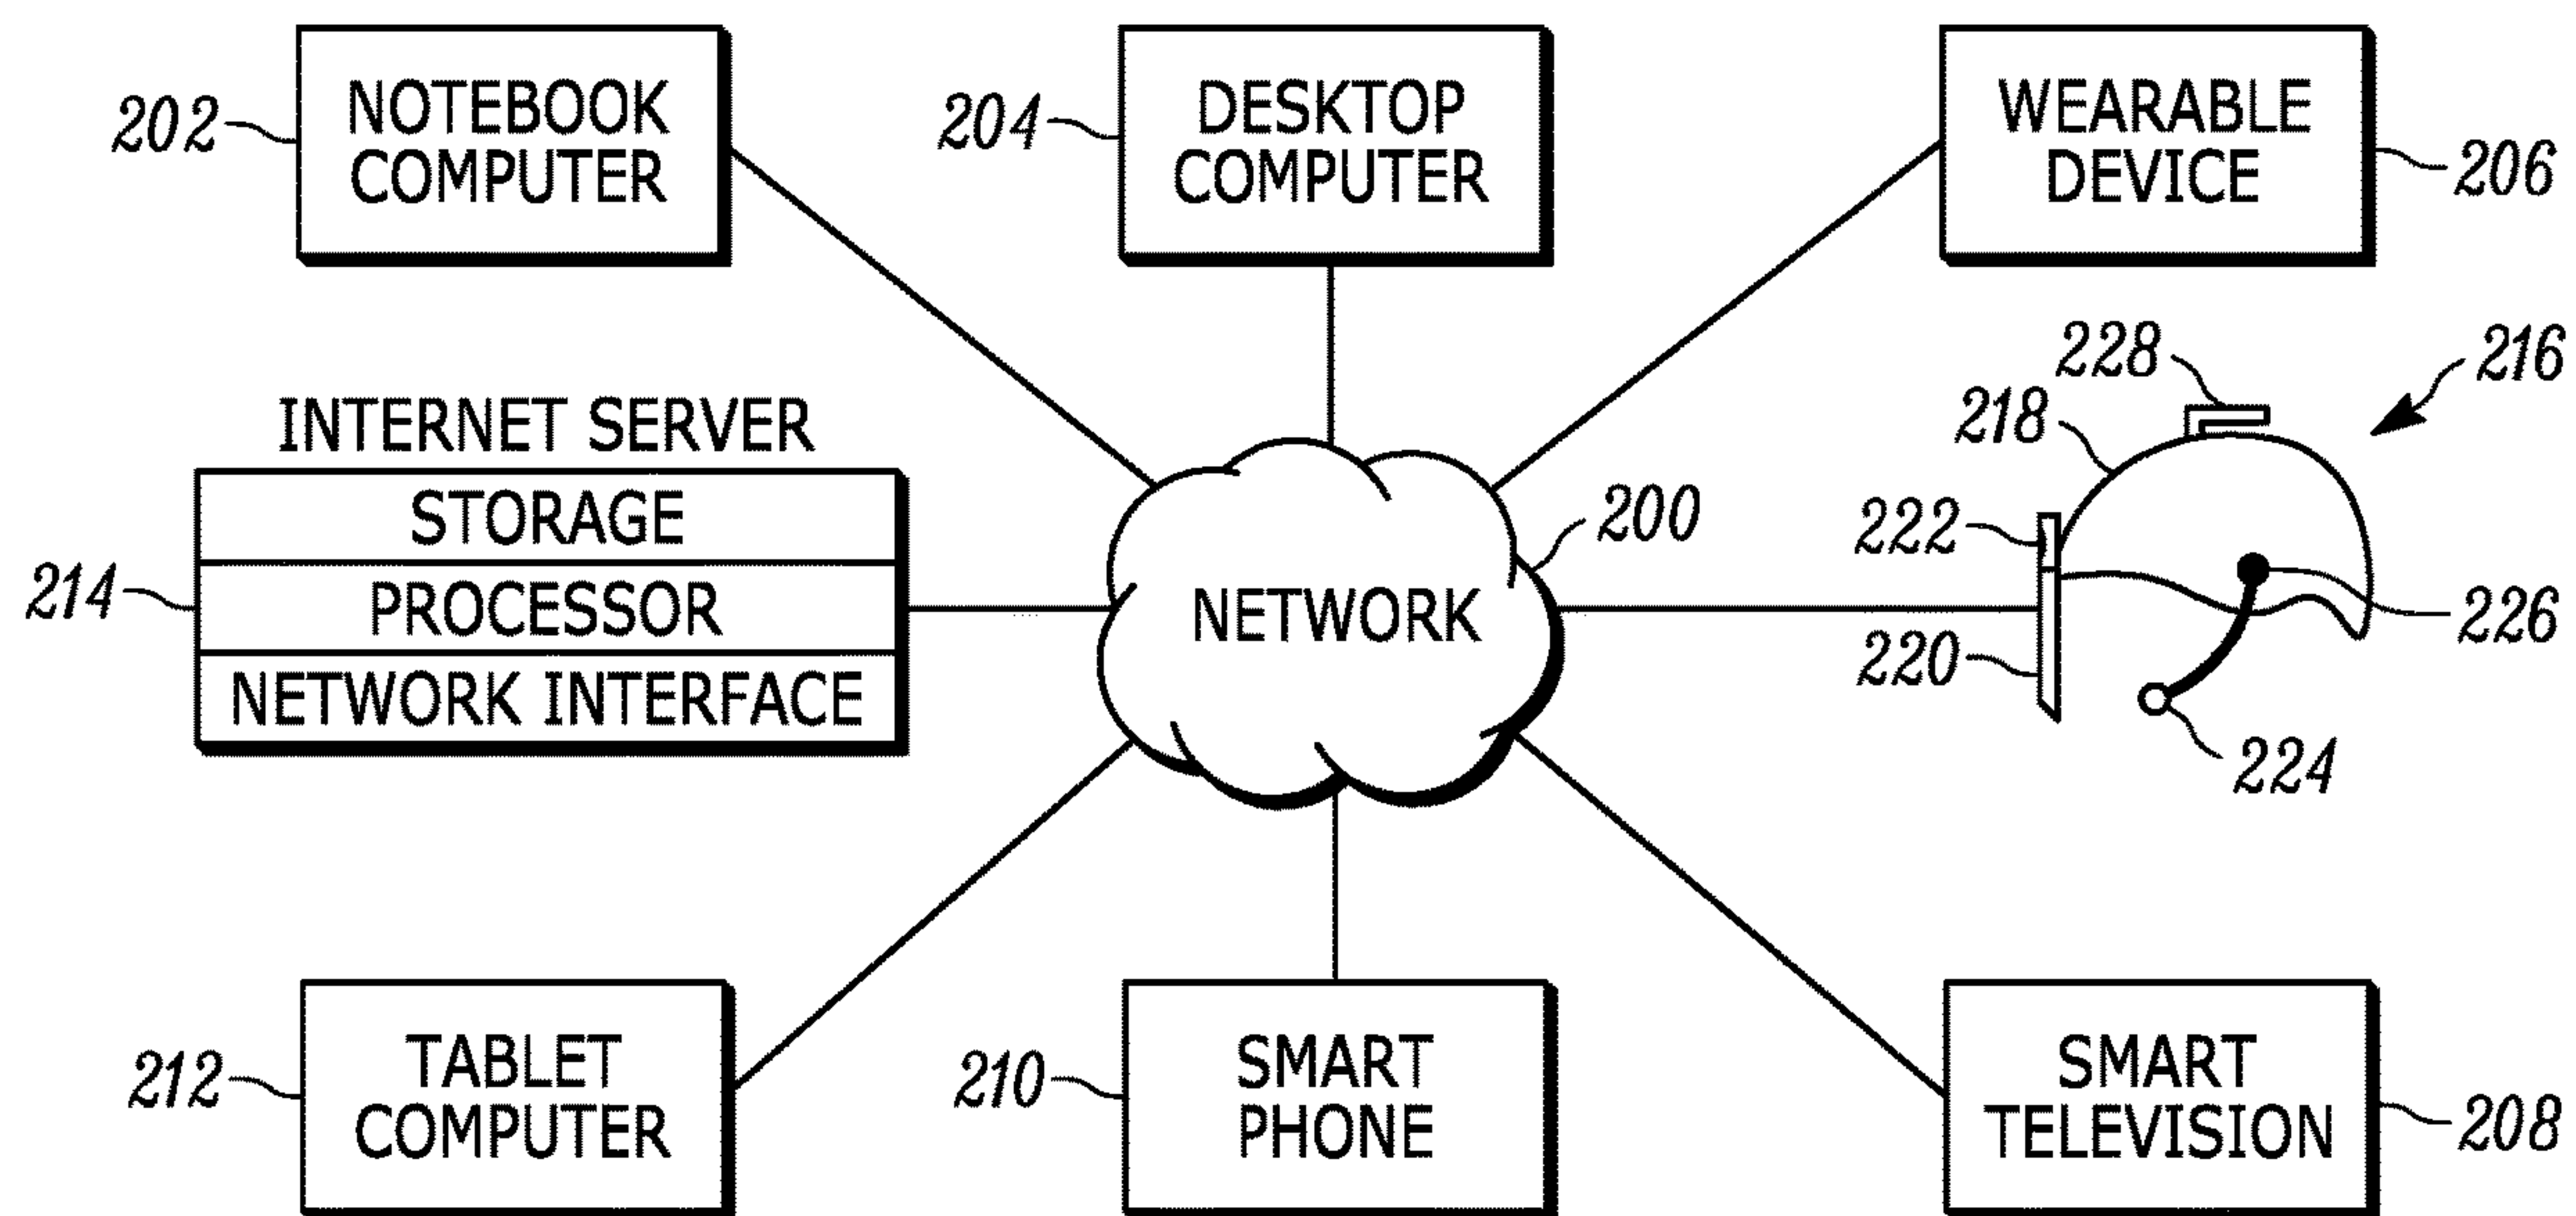 202
NOTEBOOK
COMPUTER
204
DESKTOP
COMPUTER
WEARABLE
DEVICE
206
INTERNET SERVER
214
STORAGE
PROCESSOR
NETWORK INTERFACE
NETWORK
200
228
216
218
222
220
226
224
212
TABLET
COMPUTER
210
SMART
PHONE
SMART
TELEVISION
208